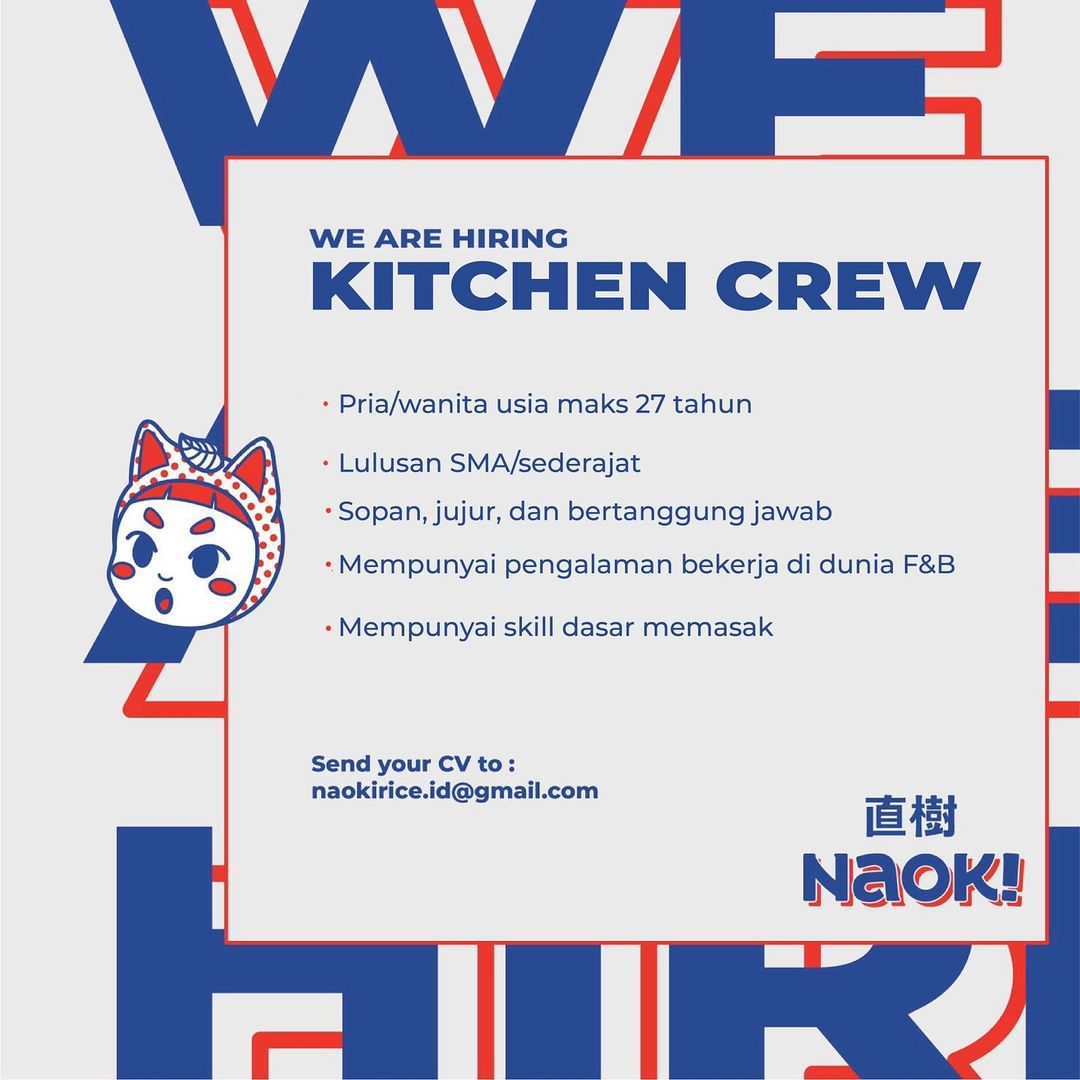 WE
WE ARE HIRING
KITCHEN CREW
• Pria/wanita usia maks 27 tahun
• Lulusan SMA/sederajat
• Sopan, jujur, dan bertanggung jawab
• Mempunyai pengalaman bekerja di dunia F&B
• Mempunyai skill dasar memasak
Send your CV to :
naokirice.id@gmail.com
直樹
NaOK!
HIR